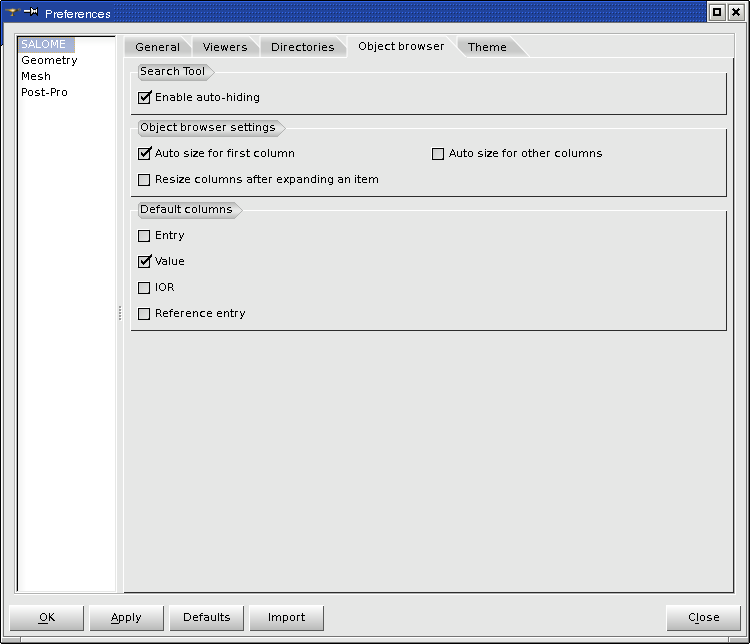 Preferences
SALOME
Geometry
Mesh
Post-Pro
General Viewers Directories Object browser Theme
Search Tool
Enable auto-hiding
Object browser settings
Auto size for first column Auto size for other columns
Resize columns after expanding an item
Default columns
Entry
Value
IOR
Reference entry
OK Apply Defaults Import Close